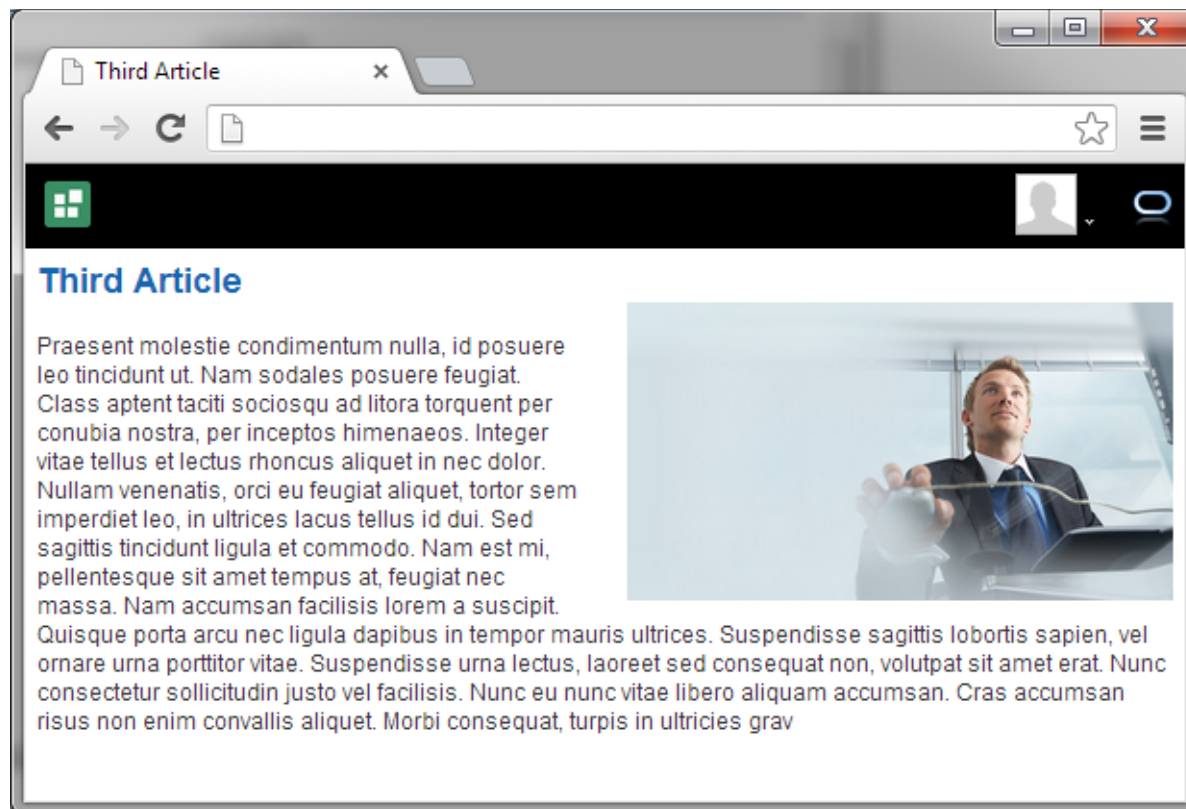 Third Article
Third Article
Praesent molestie condimentum nulla, id posuere
leo tincidunt ut. Nam sodales posuere feugiat.
Class aptent taciti sociosqu ad litora torquent per
conubia nostra, per inceptos himenaeos. Integer
vitae tellus et lectus rhoncus aliquet in nec dolor.
Nullam venenatis, orci eu feugiat aliquet, tortor sem
imperdiet leo, in ultrices lacus tellus id dui. Sed
sagittis tincidunt ligula et commodo. Nam est mi,
pellentesque sit amet tempus at, feugiat nec
massa. Nam accumsan facilisis lorem a suscipit.
Quisque porta arcu nec ligula dapibus in tempor mauris ultrices. Suspendisse sagittis lobortis sapien, vel
ornare urna porttitor vitae. Suspendisse urna lectus, laoreet sed consequat non, volutpat sit amet erat. Nunc
consectetur sollicitudin justo vel facilisis. Nunc eu nunc vitae libero aliquam accumsan. Cras accumsan
risus non enim convallis aliquet. Morbi consequat, turpis in ultricies grav